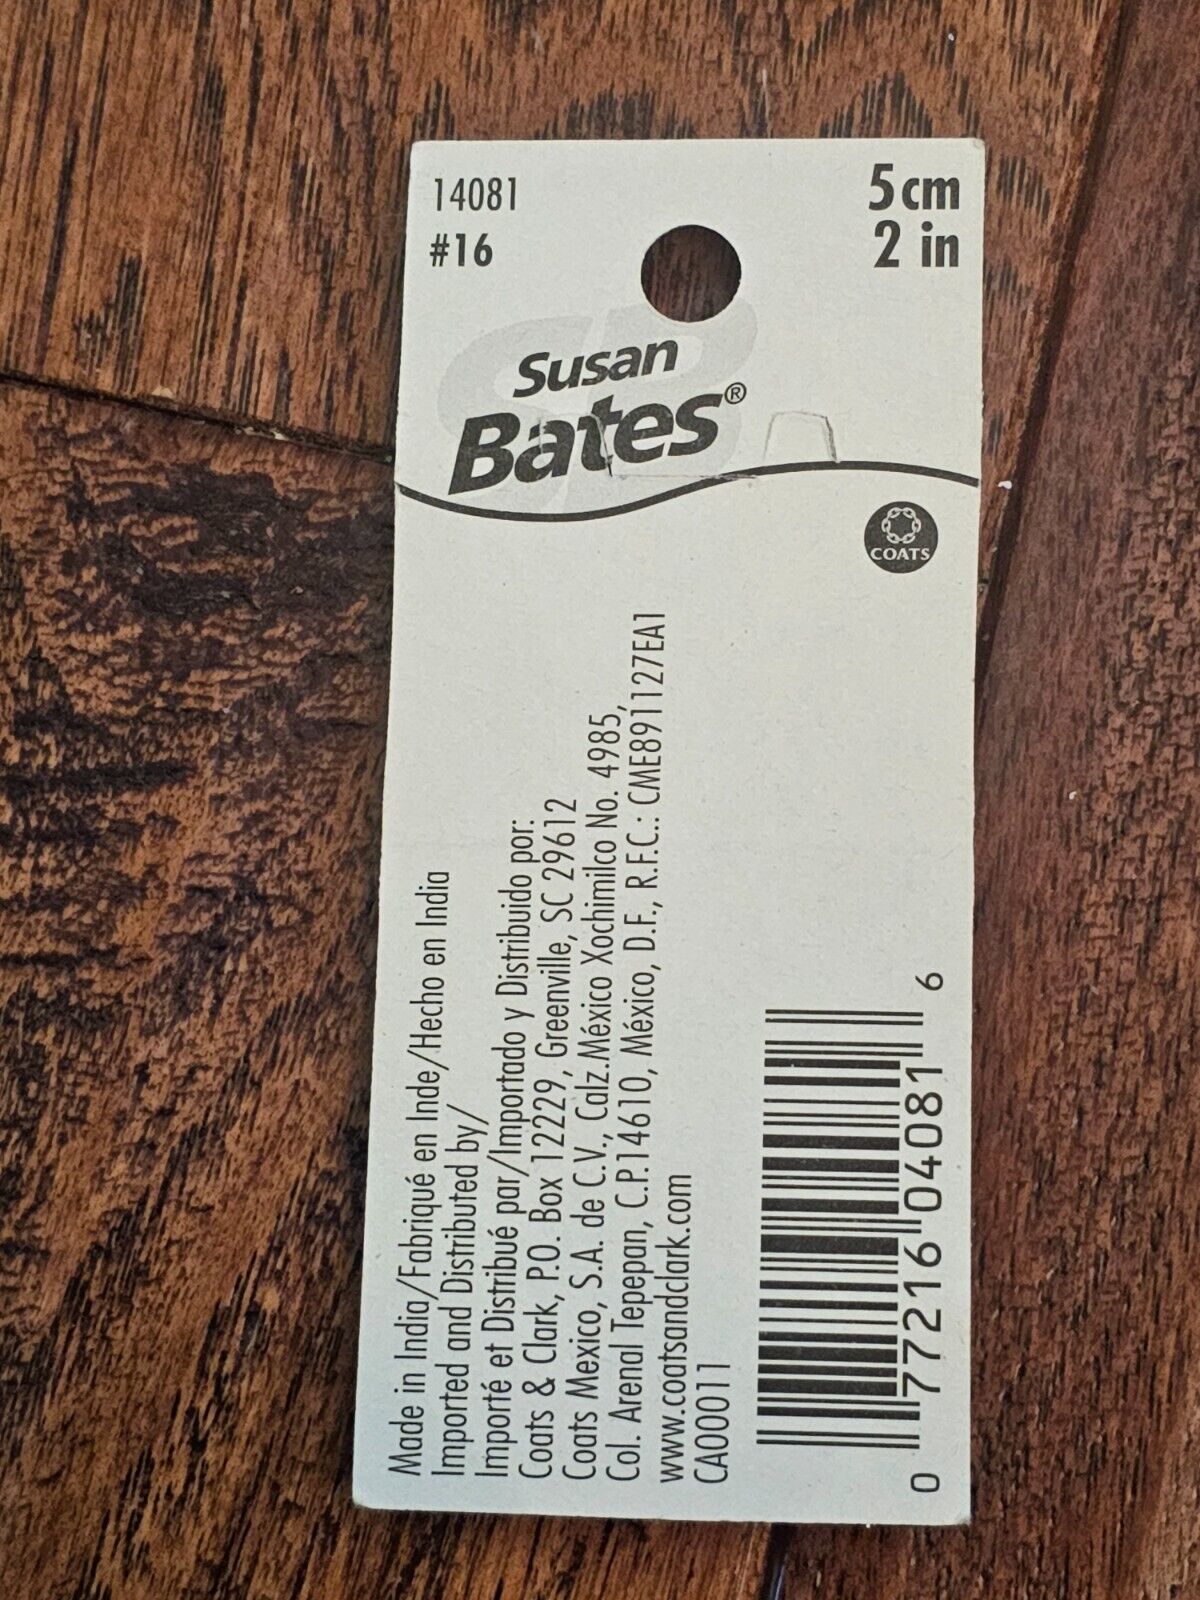 14081
#16
5cm
2 in
Susan
Bates®
COATS
Made in India/Fabriqué en Inde/Hecho en India
Imported and Distributed by/
Importé et Distribué par/Importado y Distribuido por:
Coats & Clark, P.O. Box 12229, Greenville, SC 29612
Coats Mexico, S.A. de C.V., Calz.México Xochimilco No. 4985,
Col. Arenal Tepepan, C.P.14610, México, D.F., R.F.C.: CME891127EA1
www.coatsandclark.com
CA00011
0 77216 04081 6